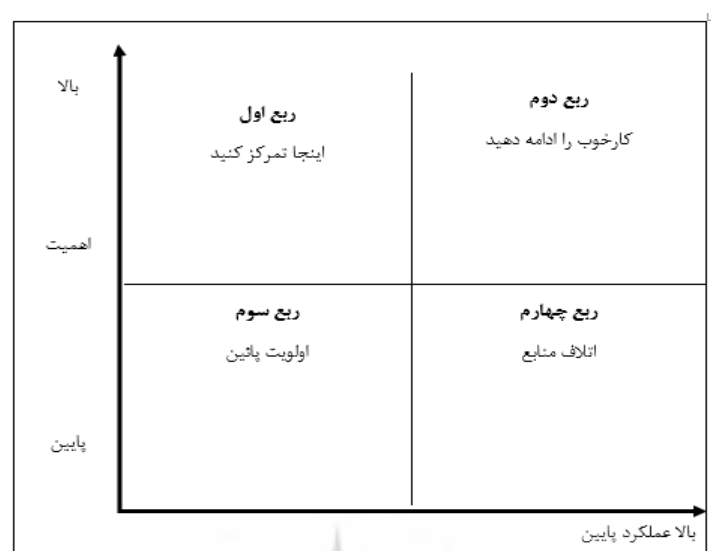 بالا
ربع اول
اینجا تمرکز کنید
ربع دوم
کارخوب را ادامه دهید
اهمیت
ربع سوم
اولویت پائین
ربع چهارم
اتلاف منابع
پایین
بالا عملکرد پایین